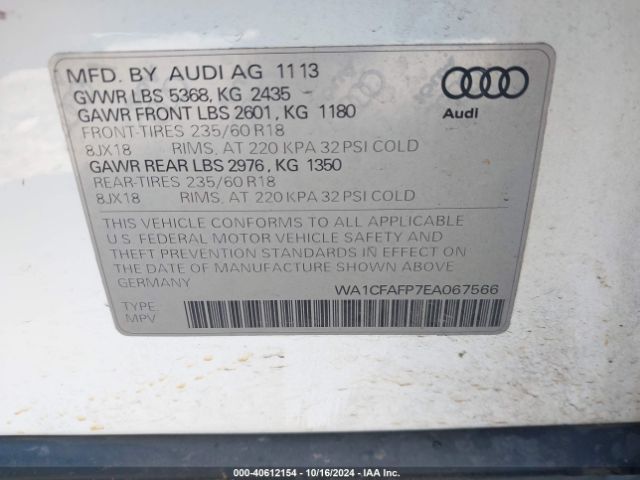 MFD. BY AUDI AG 11 13
GVWR LBS 5368, KG 2435
GAWR FRONT LBS 2601, KG 1180
FRONT-TIRES 235/60 R18
8JX18 RIMS, AT 220 KPA 32 PSI COLD
GAWR REAR LBS 2976, KG 1350
REAR-TIRES 235/60 R18
8JX18 RIMS, AT 220 KPA 32 PSI COLD
Audi
THIS VEHICLE CONFORMS TO ALL APPLICABLE
U.S. FEDERAL MOTOR VEHICLE SAFETY AND
THEFT PREVENTION STANDARDS IN EFFECT ON
THE DATE OF MANUFACTURE SHOWN ABOVE.
GERMANY
WA1CFAFP7EA067566
TYPE:
MPV
000-40612154 - 10/16/2024 - IAA Inc.